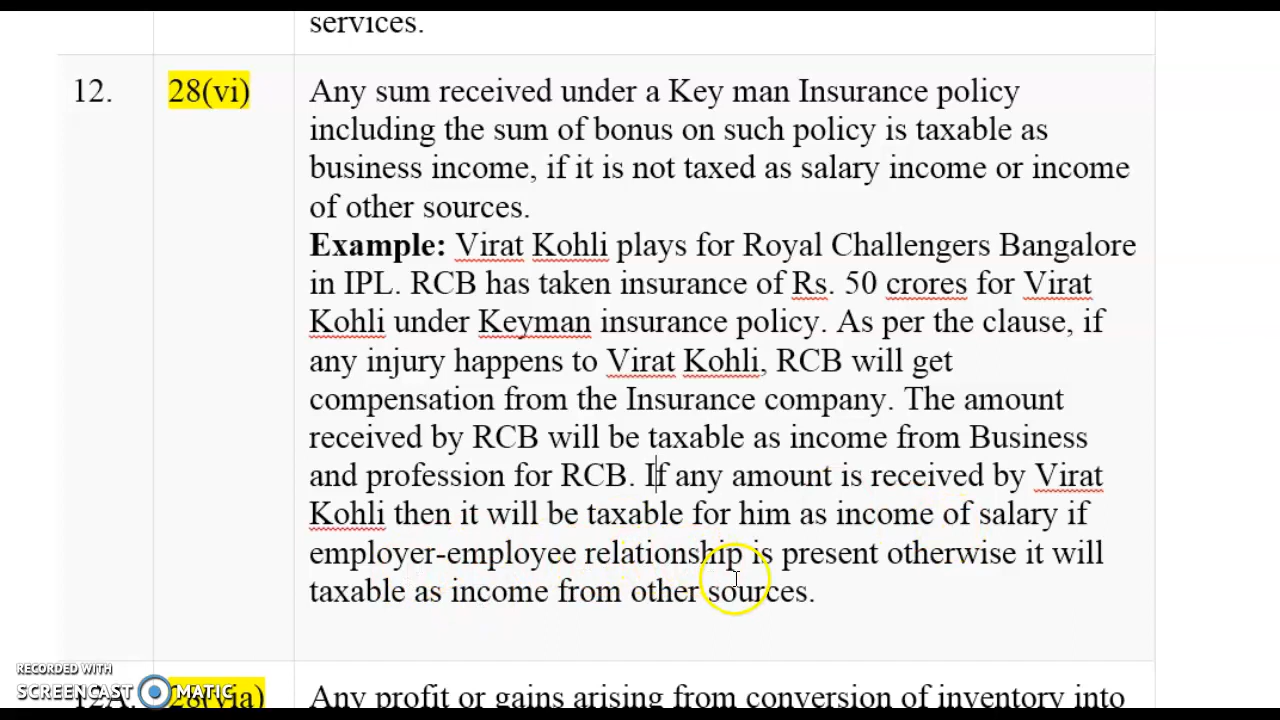 services.
12. 28(vi) Any sum received under a Key man Insurance policy
including the sum of bonus on such policy is taxable as
business income, if it is not taxed as salary income or income
of other sources.
Example: Virat Kohli plays for Royal Challengers Bangalore
in IPL. RCB has taken insurance of Rs. 50 crores for Virat
Kohli under Keyman insurance policy. As per the clause, if
any injury happens to Virat Kohli, RCB will get
compensation from the Insurance company. The amount
received by RCB will be taxable as income from Business
and profession for RCB. If any amount is received by Virat
Kohli then it will be taxable for him as income of salary if
employer-employee relationship is present otherwise it will
taxable as income from other sources.
RECORDED WITH
SCREENCAST MATIC
12A. 28(via) Any profit or gains arising from conversion of inventory into